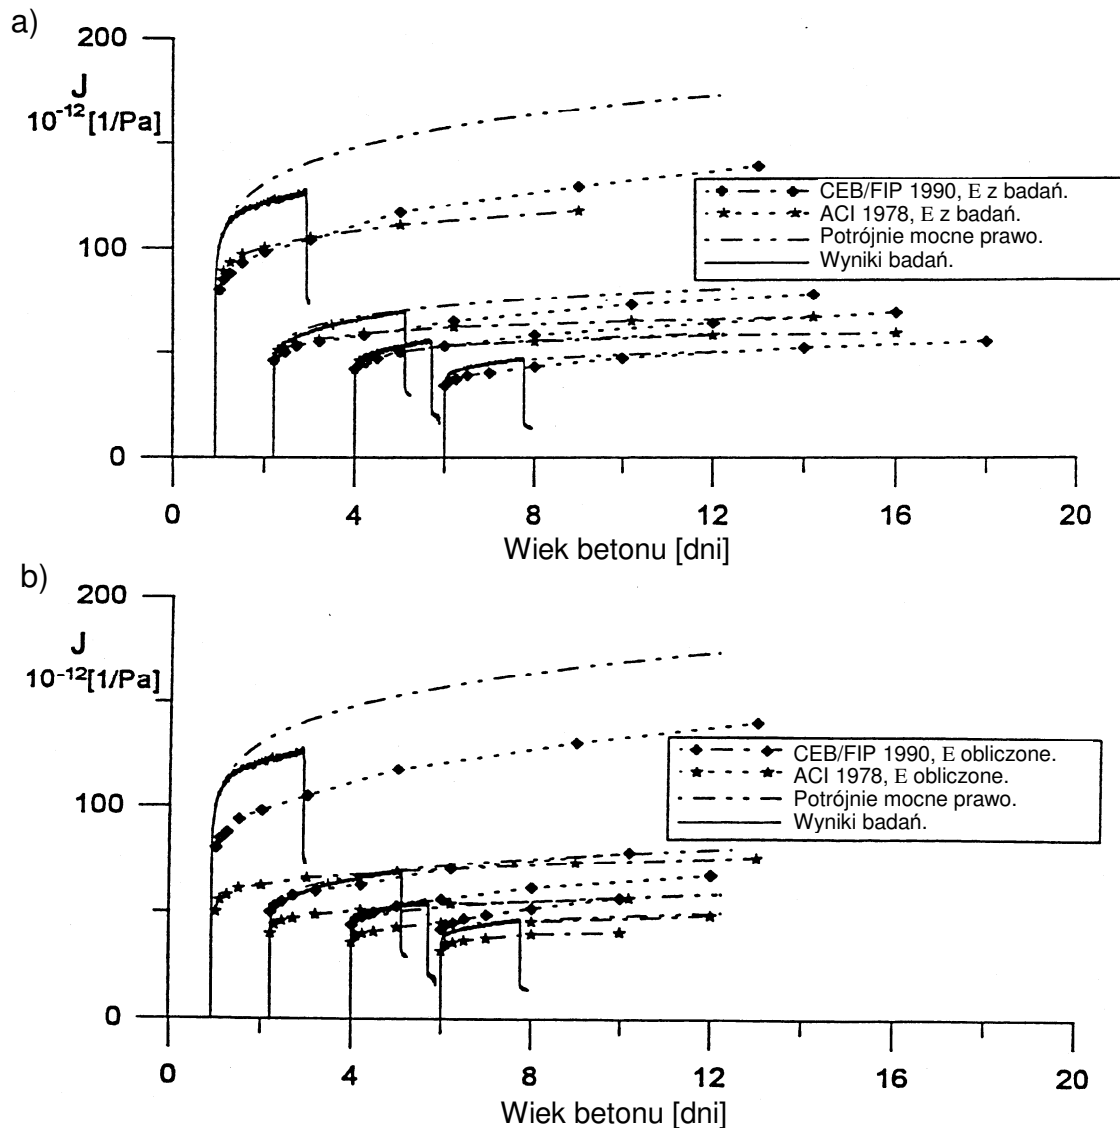 a)
200
J
10⁻¹²[1/Pa]
CEB/FIP 1990, E z badań.
ACI 1978, E z badań.
Potrójnie mocne prawo.
Wyniki badań.
100
0
0 4 8 12 16 20
Wiek betonu [dni]
b)
200
J
10⁻¹²[1/Pa]
CEB/FIP 1990, E obliczone.
ACI 1978, E obliczone.
Potrójnie mocne prawo.
Wyniki badań.
100
0
0 4 8 12 16 20
Wiek betonu [dni]